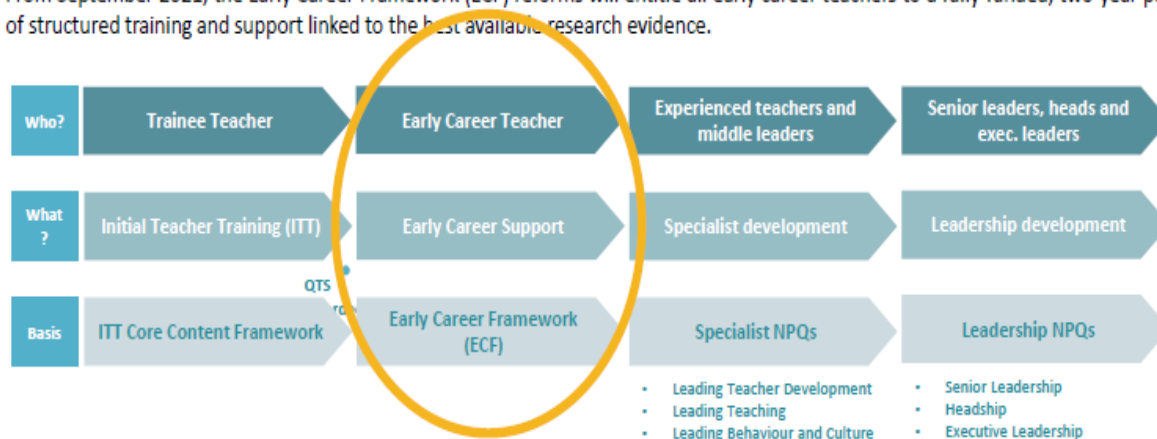 of structured training and support linked to the best available research evidence.
Who?
Trainee Teacher
Early Career Teacher
Experienced teachers and
middle leaders
Senior leaders, heads and
exec. leaders
What
?
Initial Teacher Training (ITT)
Early Career Support
Specialist development
Leadership development
QTS
Basis
ITT Core Content Framework
Early Career Framework
(ECF)
Specialist NPQs
Leadership NPQs
• Leading Teacher Development
• Leading Teaching
• Leading Behaviour and Culture
• Senior Leadership
• Headship
• Executive Leadership